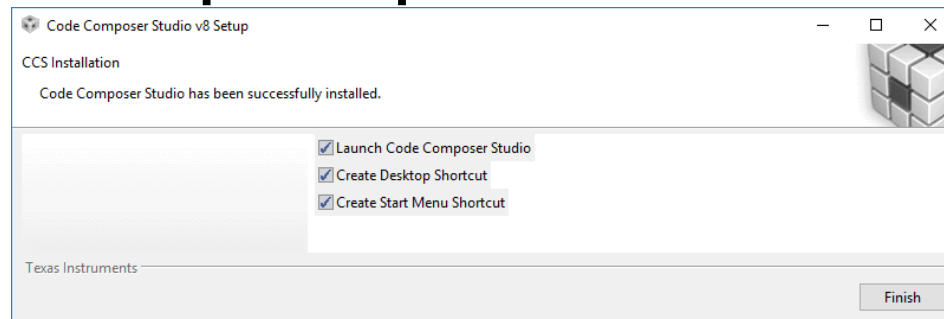 Code Composer Studio v8 Setup
CCS Installation
Code Composer Studio has been successfully installed.
Launch Code Composer Studio
Create Desktop Shortcut
Create Start Menu Shortcut
Texas Instruments
Finish